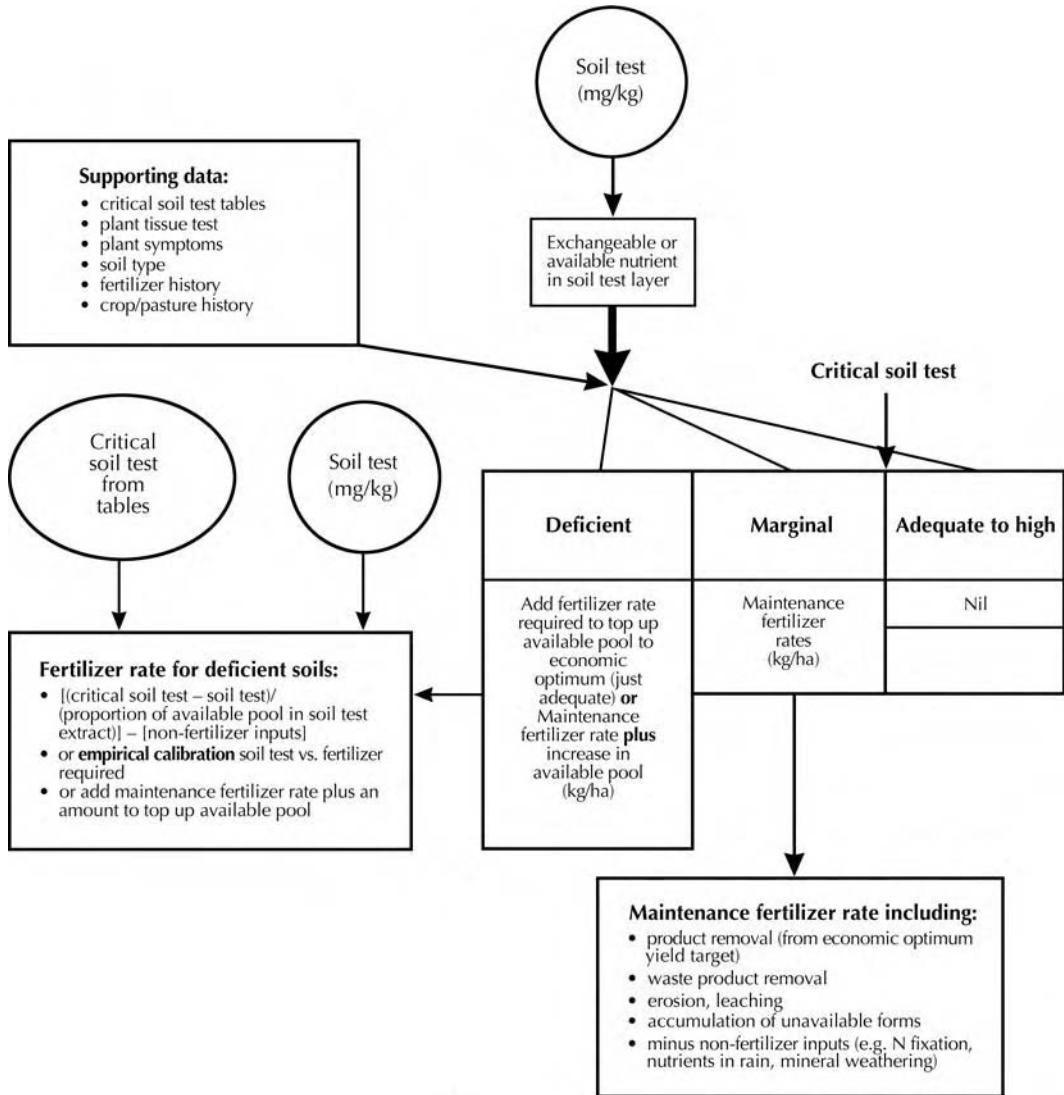 Soil test
(mg/kg)
Supporting data:
• critical soil test tables
• plant tissue test
• plant symptoms
• soil type
• fertilizer history
• crop/pasture history
Exchangeable or
available nutrient
in soil test layer
Critical soil test
Critical
soil test
from
tables
Soil test
(mg/kg)
Deficient
Marginal
Adequate to high
Add fertilizer rate
required to top up
available pool to
economic
optimum (just
adequate) or
Maintenance
fertilizer rate plus
increase in
available pool
(kg/ha)
Maintenance
fertilizer
rates
(kg/ha)
Nil
Fertilizer rate for deficient soils:
• [(critical soil test – soil test)/
(proportion of available pool in soil test
extract)] – [non-fertilizer inputs]
• or empirical calibration soil test vs. fertilizer
required
• or add maintenance fertilizer rate plus an
amount to top up available pool
Maintenance fertilizer rate including:
• product removal (from economic optimum
yield target)
• waste product removal
• erosion, leaching
• accumulation of unavailable forms
• minus non-fertilizer inputs (e.g. N fixation,
nutrients in rain, mineral weathering)